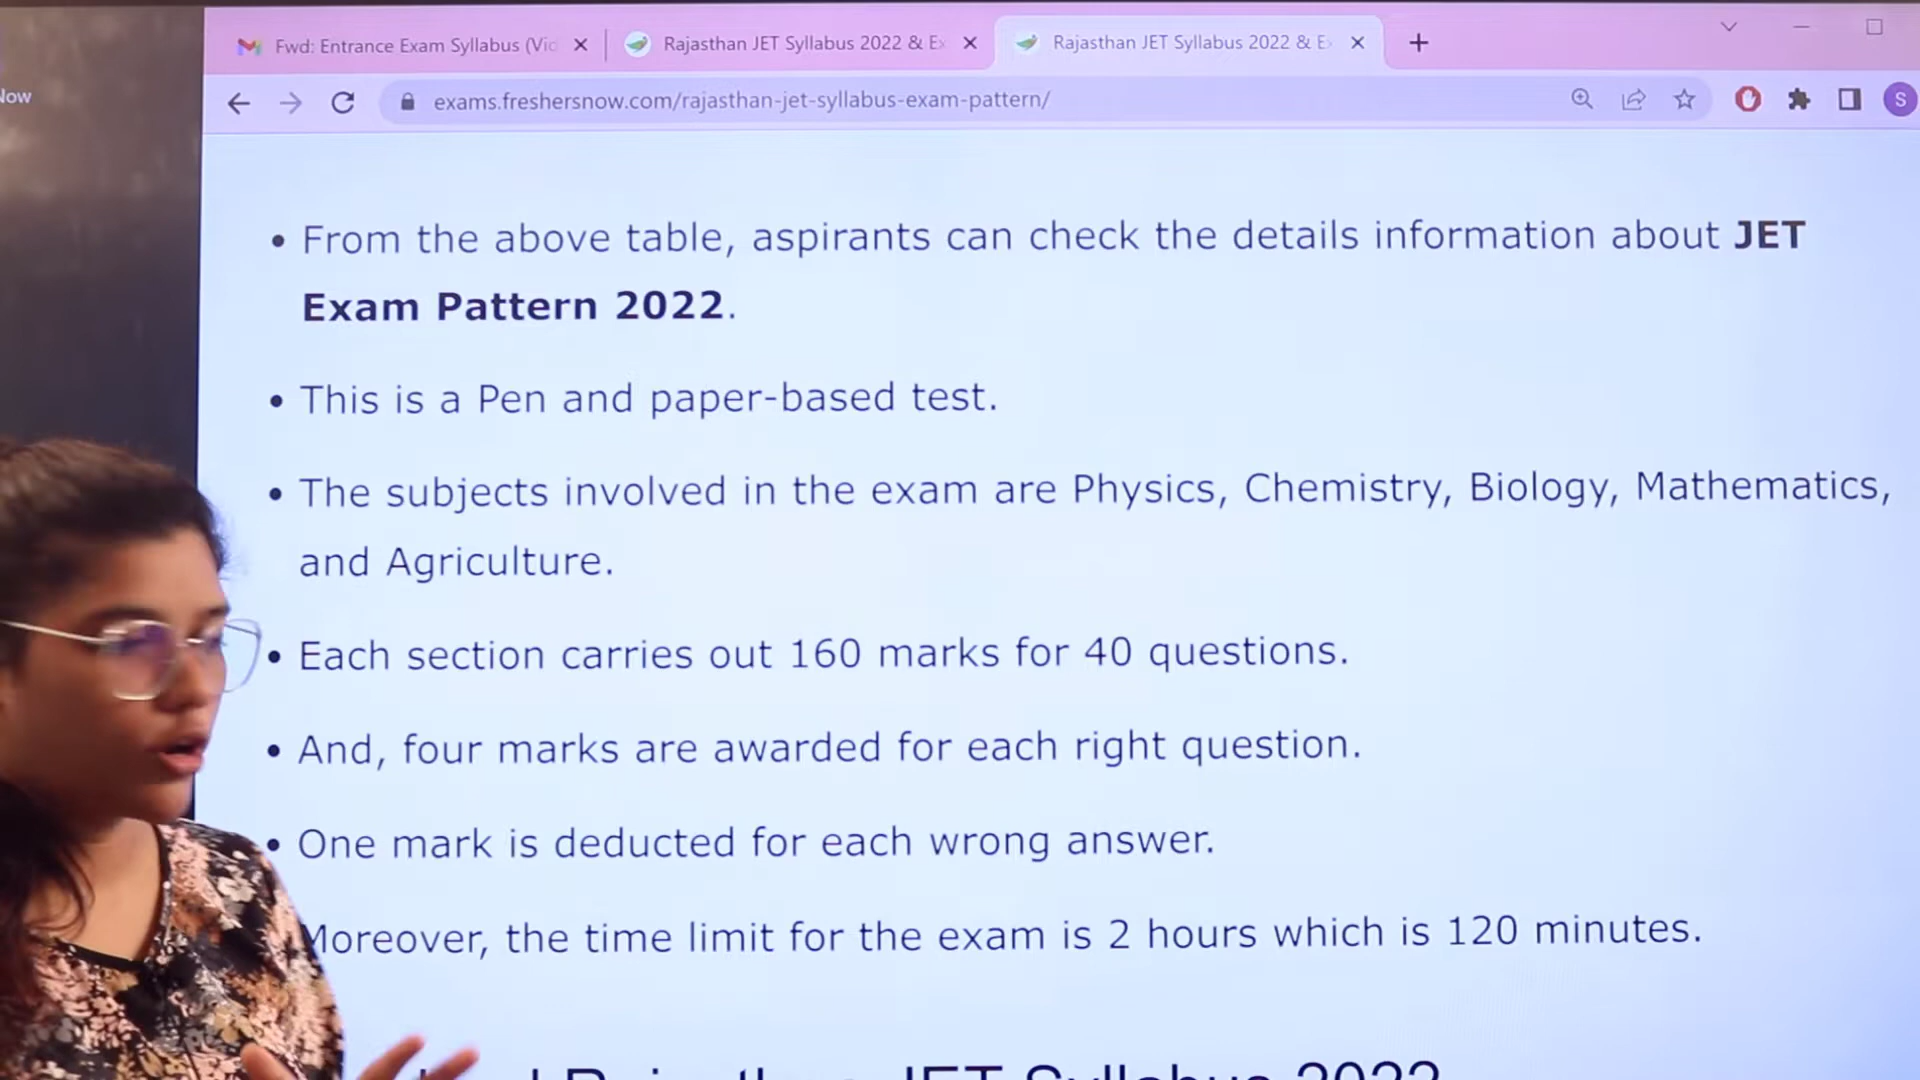 Now
Fwd: Entrance Exam Syllabus (Vic
Rajasthan JET Syllabus 2022 & Ex
Rajasthan JET Syllabus 2022 & Ex
exams.freshersnow.com/rajasthan-jet-syllabus-exam-pattern/
S
• From the above table, aspirants can check the details information about JET
Exam Pattern 2022.
• This is a Pen and paper-based test.
• The subjects involved in the exam are Physics, Chemistry, Biology, Mathematics,
and Agriculture.
• Each section carries out 160 marks for 40 questions.
• And, four marks are awarded for each right question.
• One mark is deducted for each wrong answer.
Moreover, the time limit for the exam is 2 hours which is 120 minutes.
Rajasthan JET Syllabus 2022